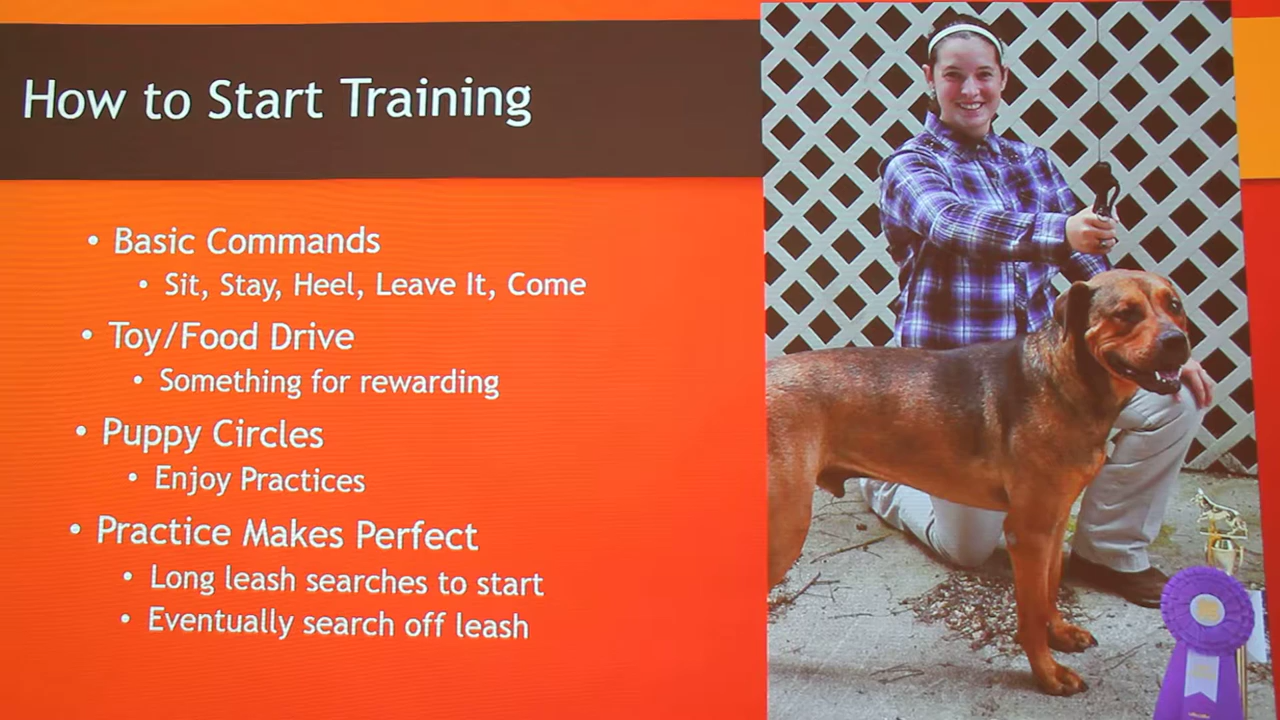 How to Start Training
• Basic Commands
• Sit, Stay, Heel, Leave It, Come
• Toy/Food Drive
• Something for rewarding
• Puppy Circles
• Enjoy Practices
• Practice Makes Perfect
• Long leash searches to start
• Eventually search off leash